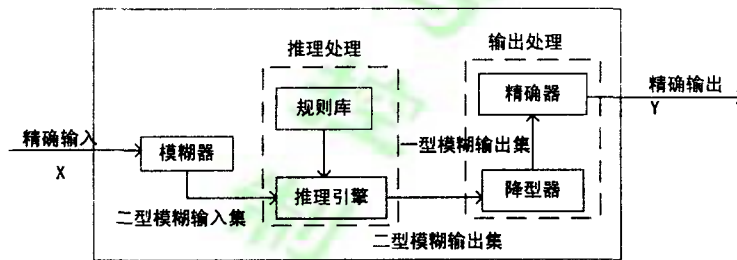 推理处理
输出处理
规则库
精确器
精确输出
Y
精确输入
X
模糊器
一型模糊输出集
推理引擎
降型器
二型模糊输入集
二型模糊输出集